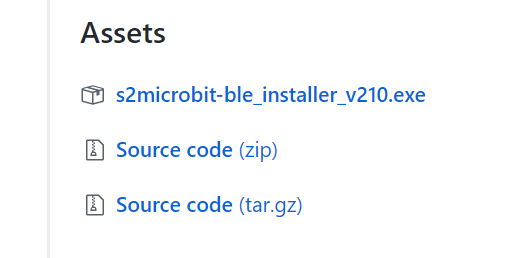 Assets
s2microbit-ble_installer_v210.exe
Source code (zip)
Source code (tar.gz)